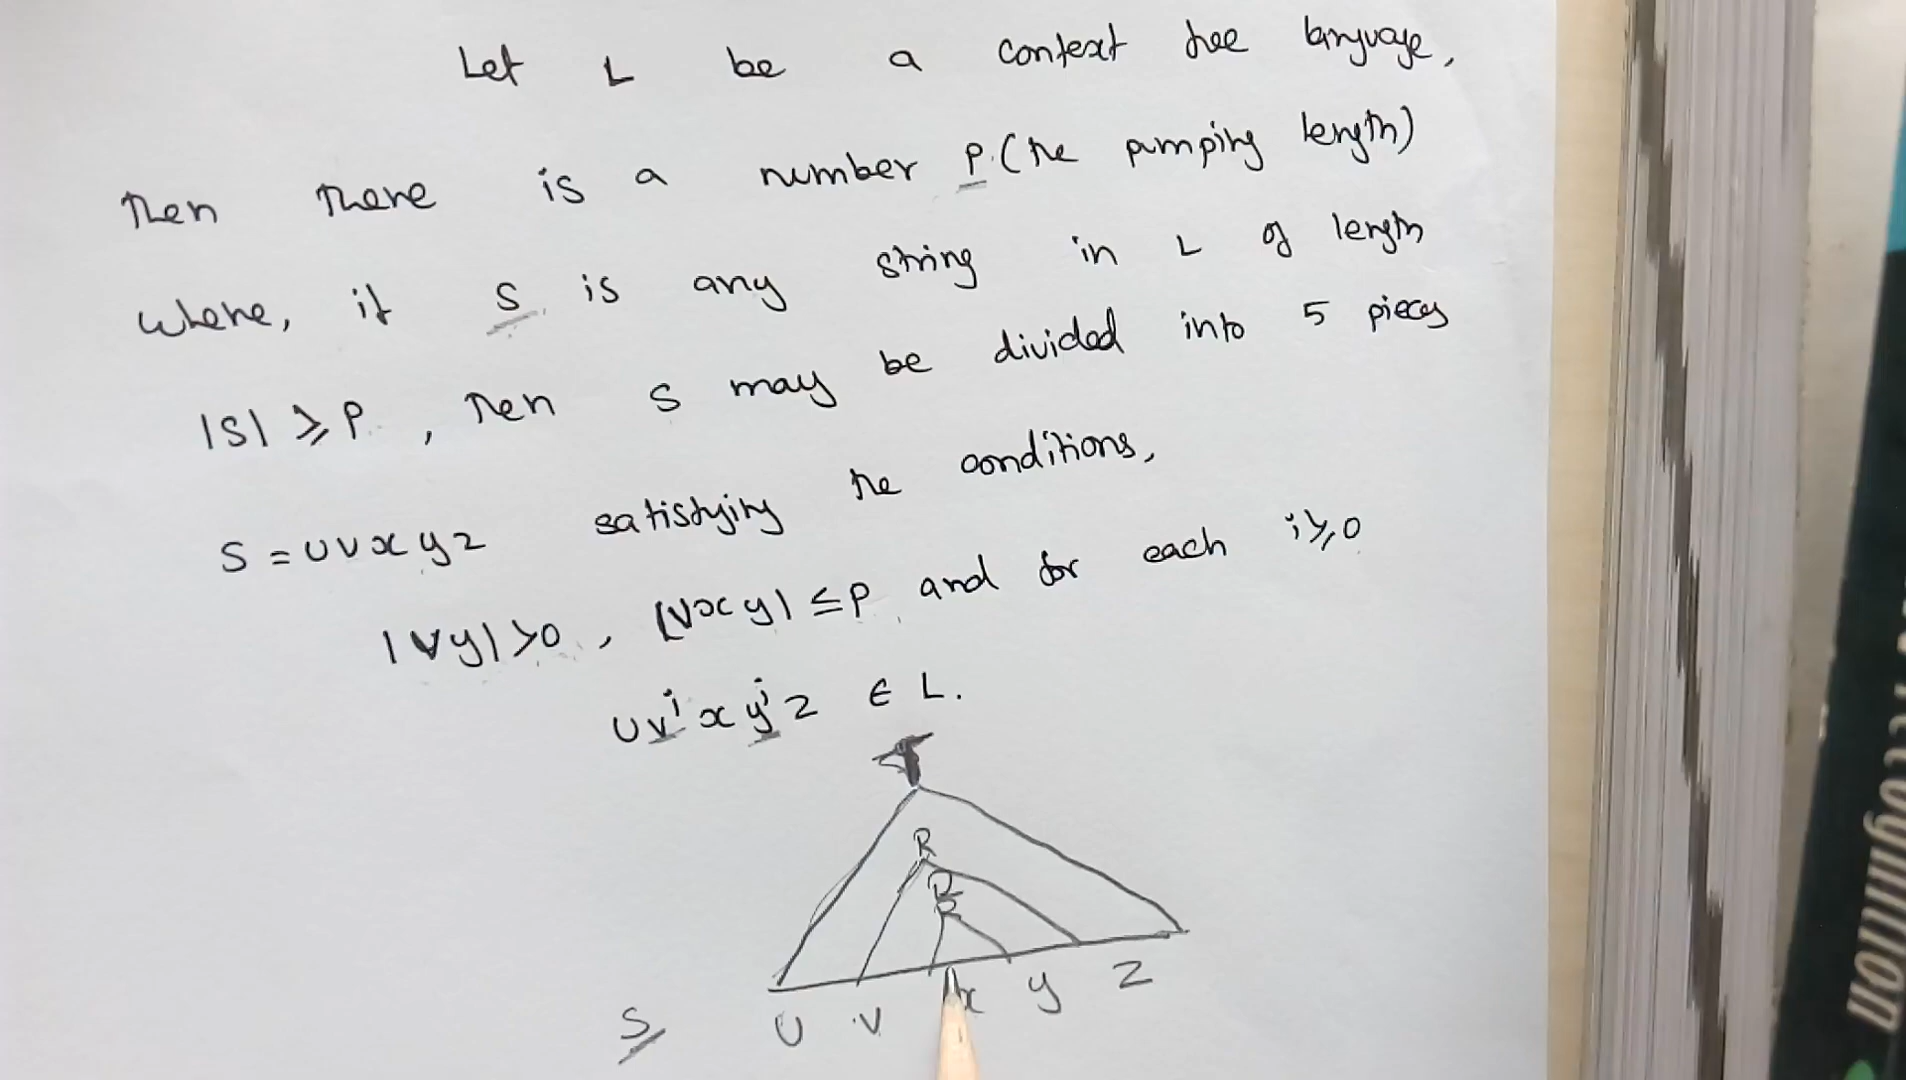 Let L be a context free language,
Then there is a number P (the pumping length)
where, if S is any string in L of length
|S| ⩾ P, then S may be divided into 5 pieces
S = UVxyz satisfying the conditions,
|Vy| > 0, |Vxy| ≤ P and for each i ⩾ 0
UVⁱxyⁱz ∈ L.
T
R
R
S U V x y z